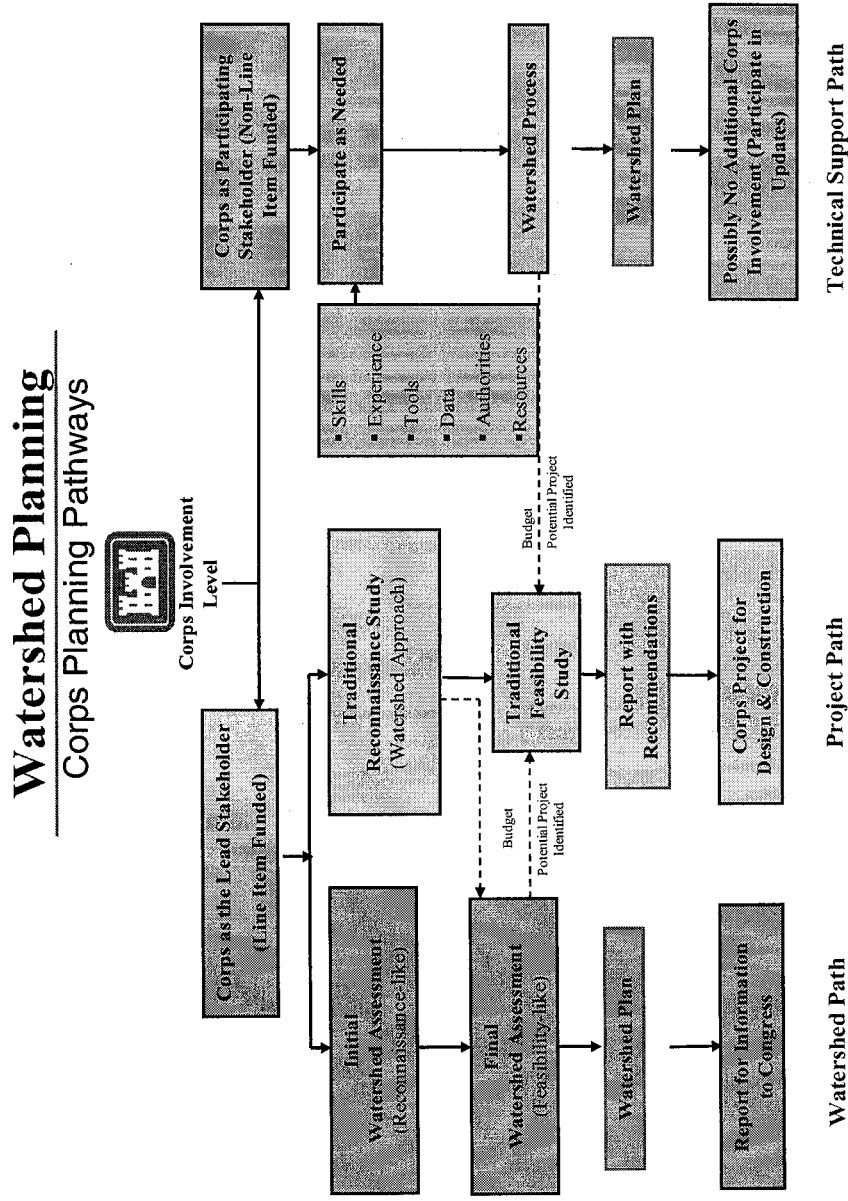 Watershed Planning
Corps Planning Pathways
Corps Involvement
Level
Corps as the Lead Stakeholder
(Line Item Funded)
Corps as Participating
Stakeholder (Non-Line
Item Funded)
Initial
Watershed Assessment
(Reconnaissance-like)
Traditional
Reconnaissance Study
(Watershed Approach)
▪ Skills
▪ Experience
▪ Tools
▪ Data
▪ Authorities
▪ Resources
Participate as Needed
Final
Watershed Assessment
(Feasibility-like)
Budget
Potential Project
Identified
Traditional
Feasibility
Study
Budget
Potential Project
Identified
Watershed Process
Watershed Plan
Report with
Recommendations
Watershed Plan
Report for Information
to Congress
Corps Project for
Design & Construction
Possibly No Additional Corps
Involvement (Participate in
Updates)
Watershed Path
Project Path
Technical Support Path